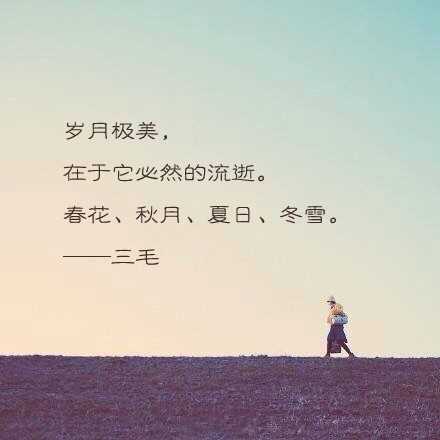 岁月极美，
在于它必然的流逝。
春花、秋月、夏日、冬雪。
——三毛